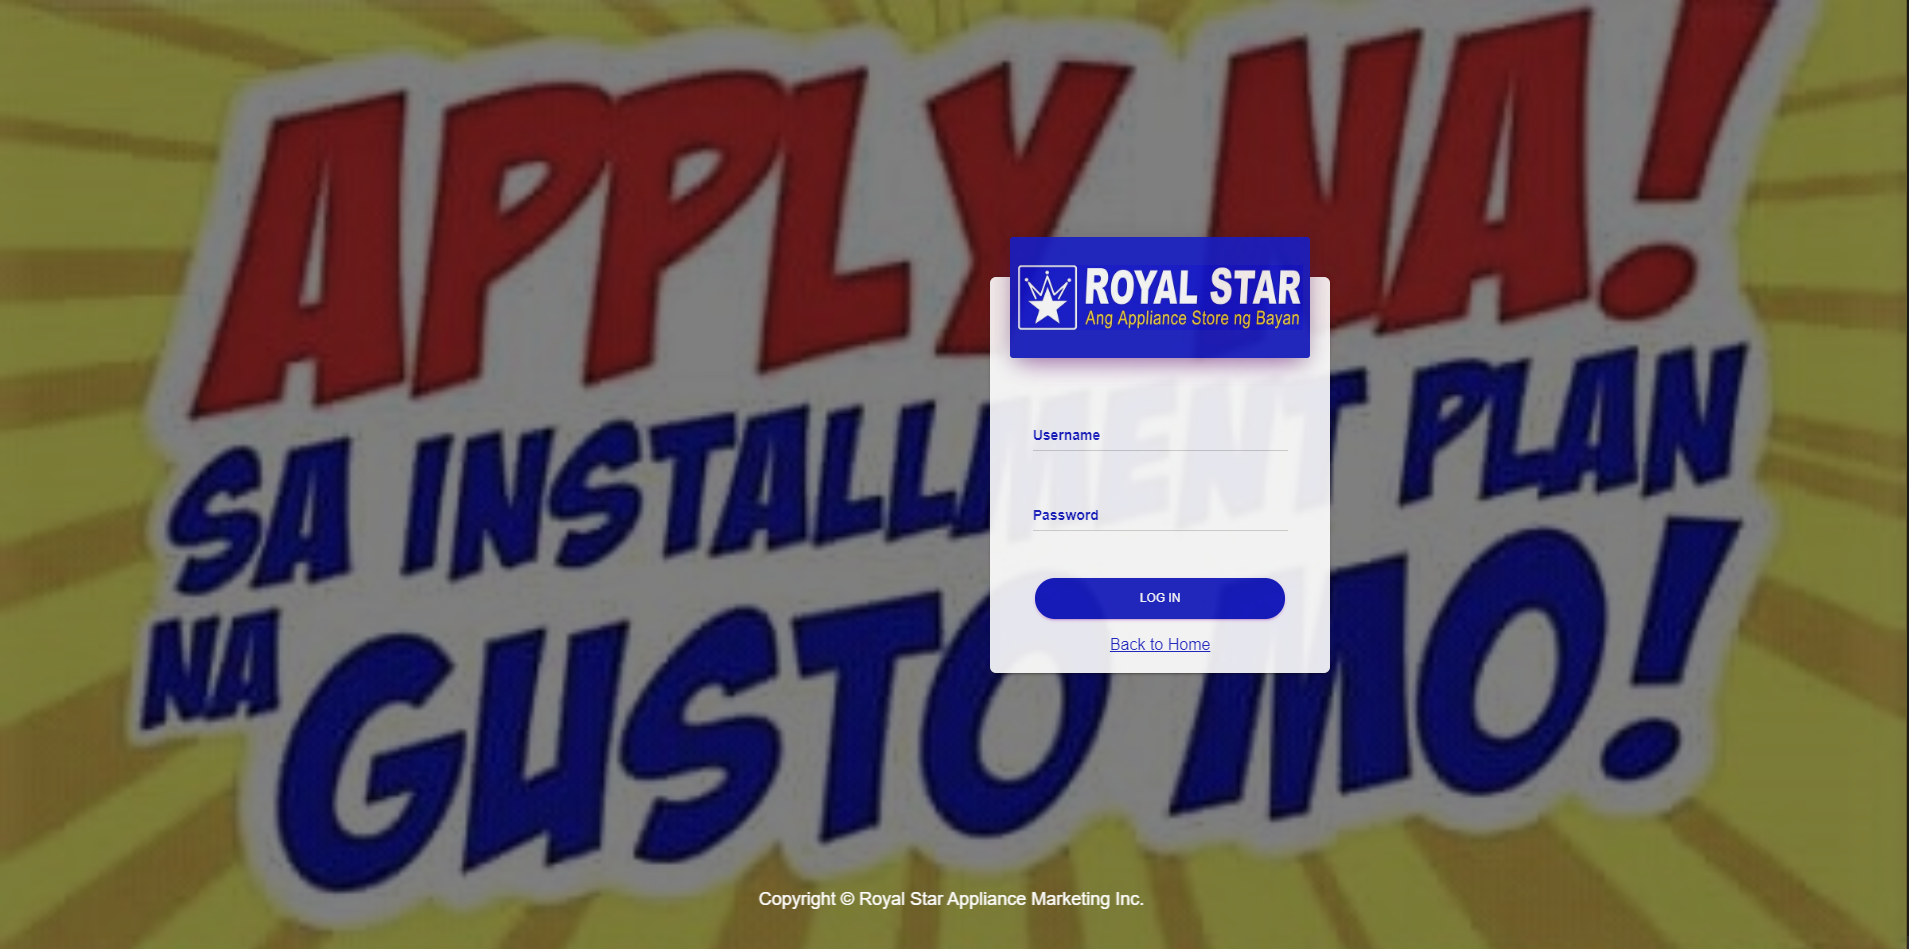 APPLY NA!
SA INSTALLMENT PLAN
NA GUSTO MO!
ROYAL STAR
Ang Appliance Store ng Bayan
Username
Password
LOG IN
Back to Home
Copyright © Royal Star Appliance Marketing Inc.